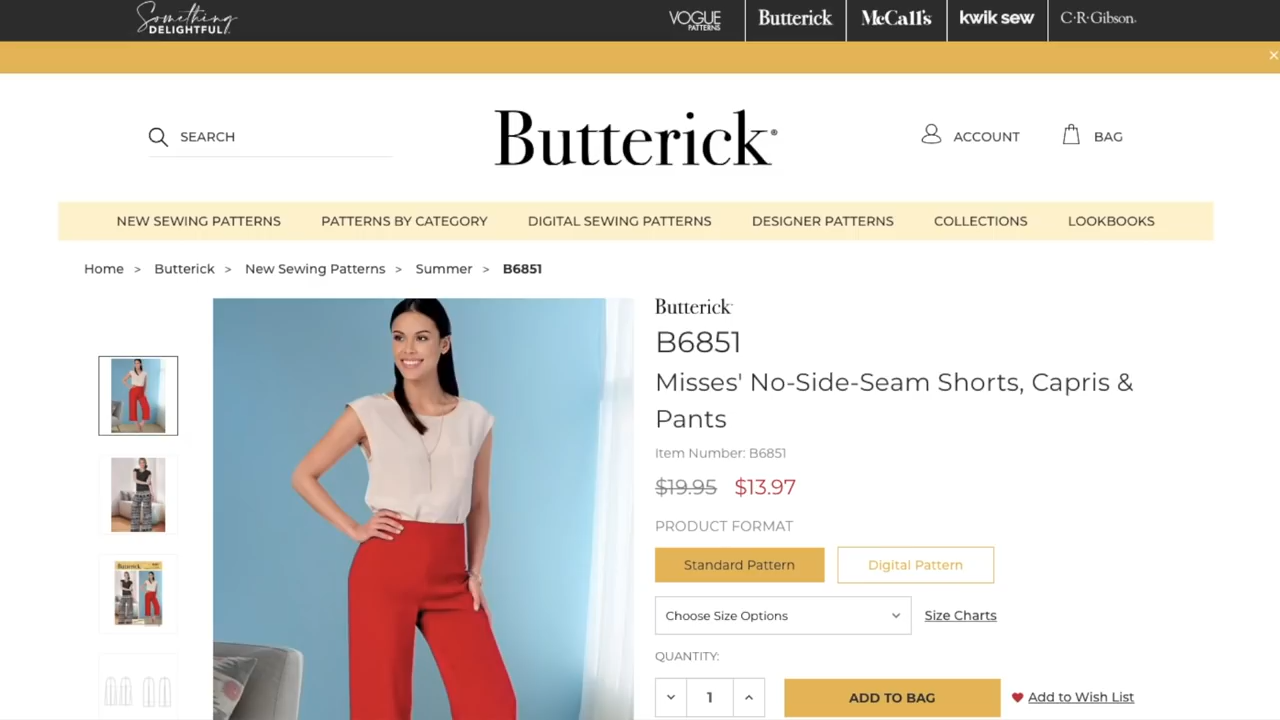 Something
DELIGHTFUL!
VOGUE
PATTERNS
Butterick
McCall's
kwik sew
C·R·Gibson®
SEARCH
Butterick®
ACCOUNT
BAG
NEW SEWING PATTERNS
PATTERNS BY CATEGORY
DIGITAL SEWING PATTERNS
DESIGNER PATTERNS
COLLECTIONS
LOOKBOOKS
Home > Butterick > New Sewing Patterns > Summer > B6851
Butterick
B6851
Misses' No-Side-Seam Shorts, Capris &
Pants
Item Number: B6851
$19.95 $13.97
PRODUCT FORMAT
Standard Pattern
Digital Pattern
Choose Size Options
Size Charts
QUANTITY:
1
ADD TO BAG
Add to Wish List
Butterick